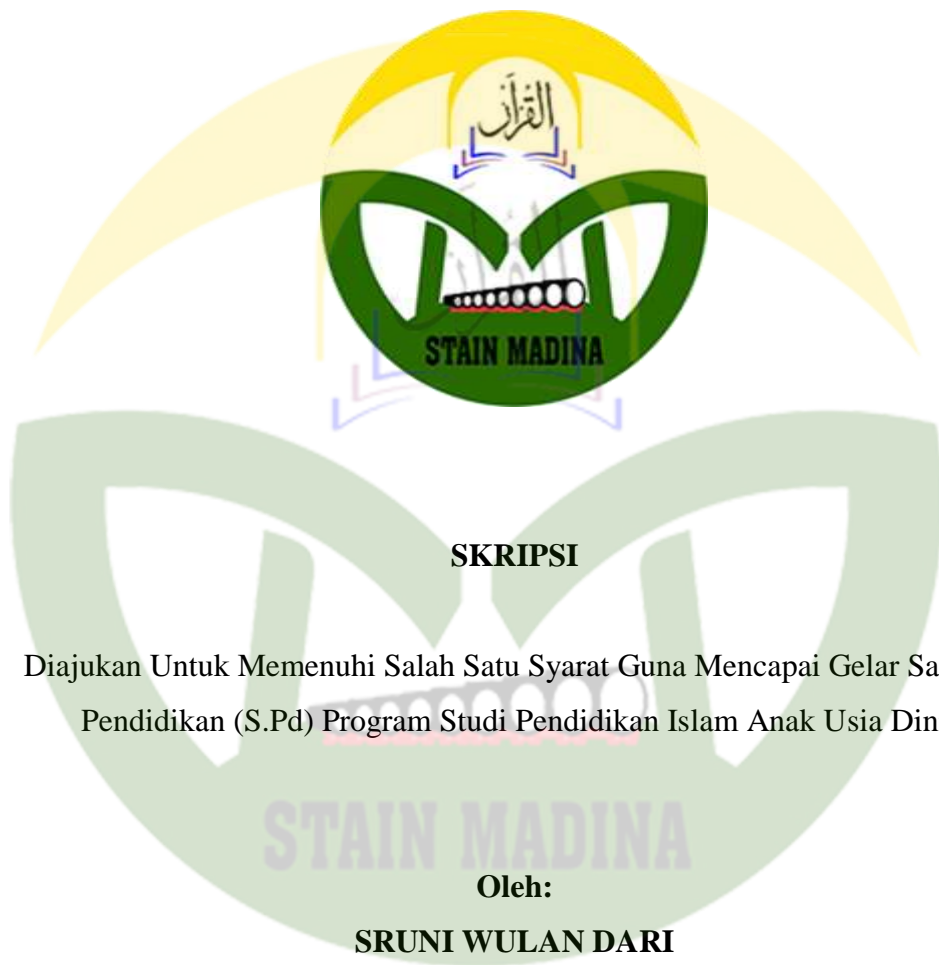 القرآن
STAIN MADINA
SKRIPSI
Diajukan Untuk Memenuhi Salah Satu Syarat Guna Mencapai Gelar Sa
Pendidikan (S.Pd) Program Studi Pendidikan Islam Anak Usia Din
STAIN MADINA
Oleh:
SRUNI WULAN DARI